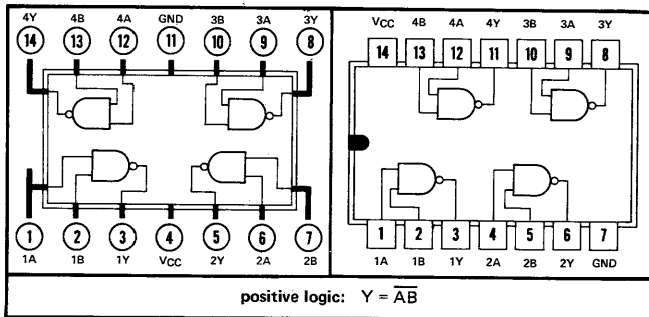 4Y 4B 4A GND 3B 3A 3Y
14 13 12 11 10 9 8
1 2 3 4 5 6 7
1A 1B 1Y VCC 2Y 2A 2B
VCC 4B 4A 4Y 3B 3A 3Y
14 13 12 11 10 9 8
1 2 3 4 5 6 7
1A 1B 1Y 2A 2B 2Y GND
positive logic: Y = A̅B̅